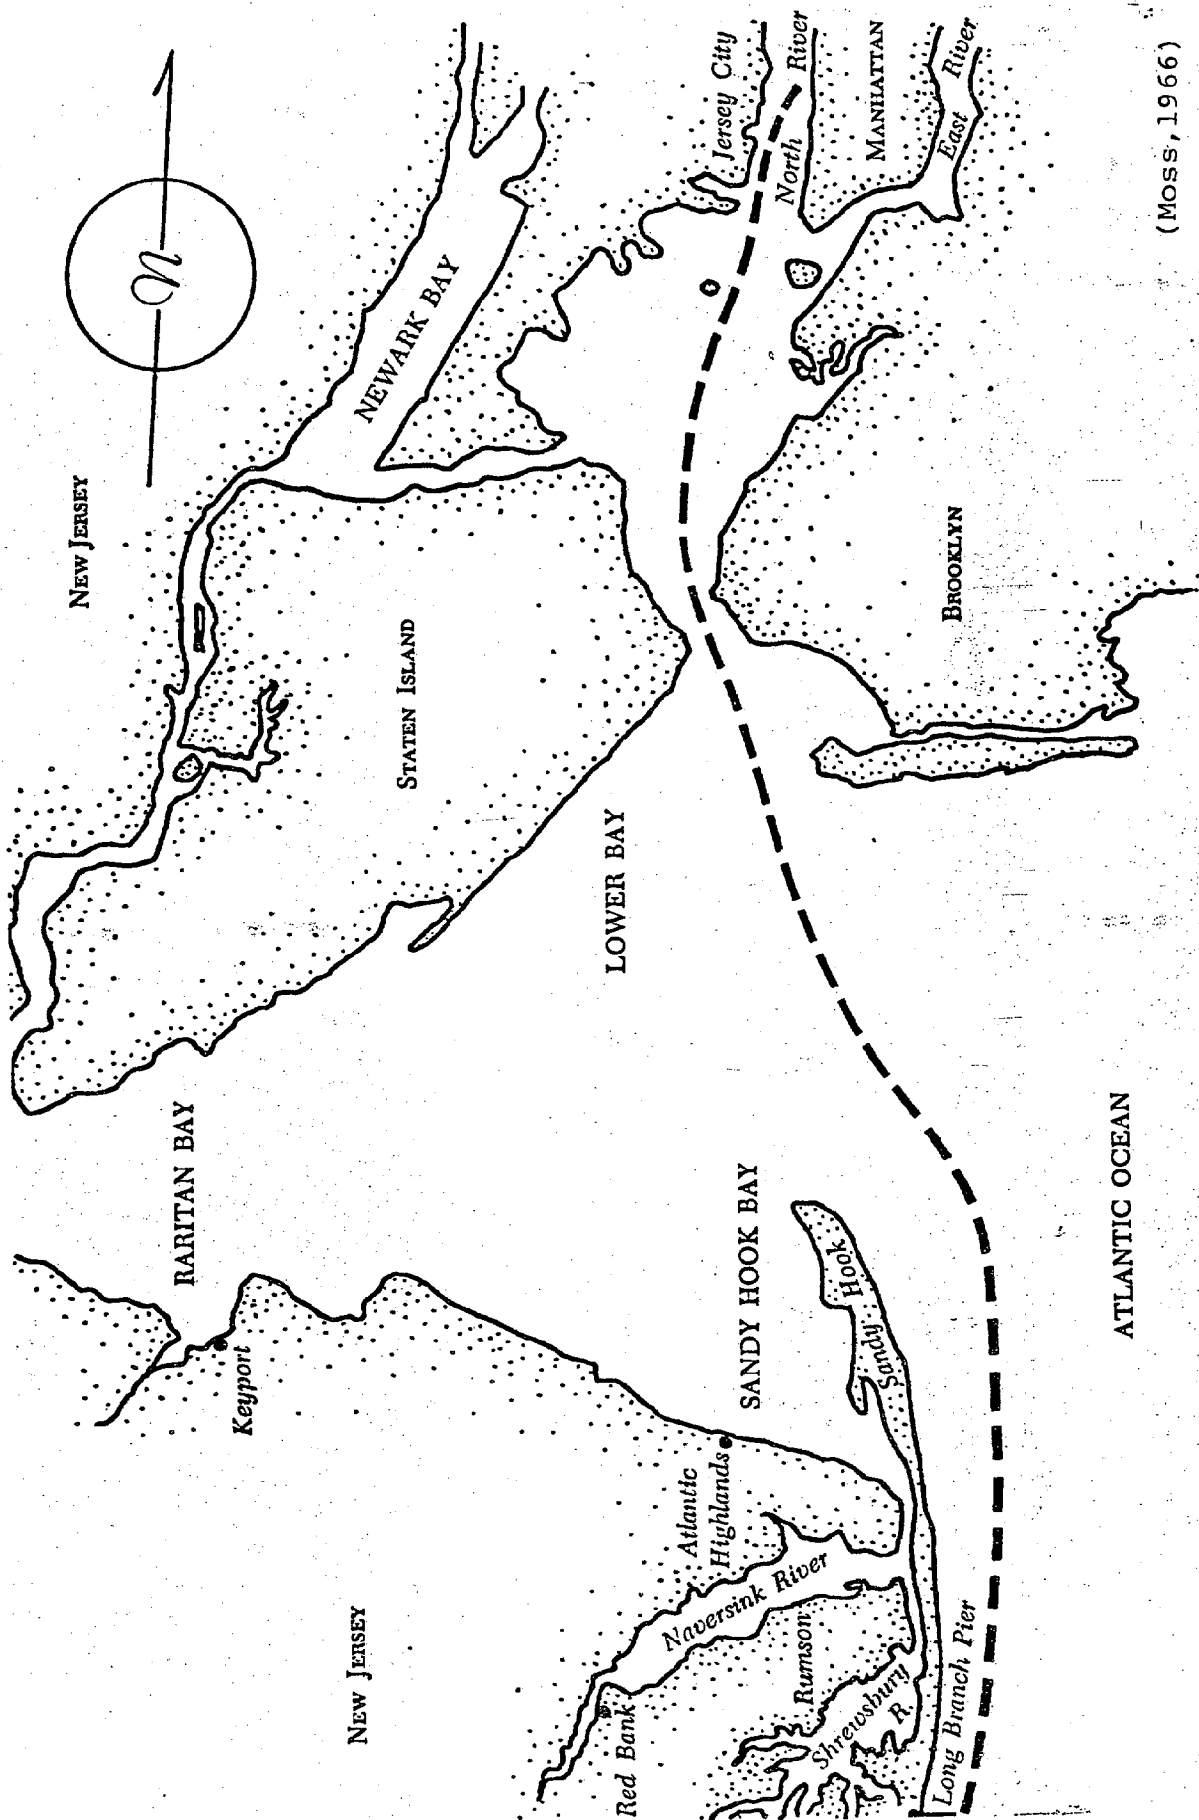 NEW JERSEY
N
NEWARK BAY
Jersey City
North River
MANHATTAN
East River
(Moss, 1966)
STATEN ISLAND
BROOKLYN
LOWER BAY
RARITAN BAY
Keyport
SANDY HOOK BAY
Sandy Hook
ATLANTIC OCEAN
NEW JERSEY
Atlantic
Highlands
Naversink River
Red Bank
Rumson
Shrewsbury
R.
Long Branch Pier